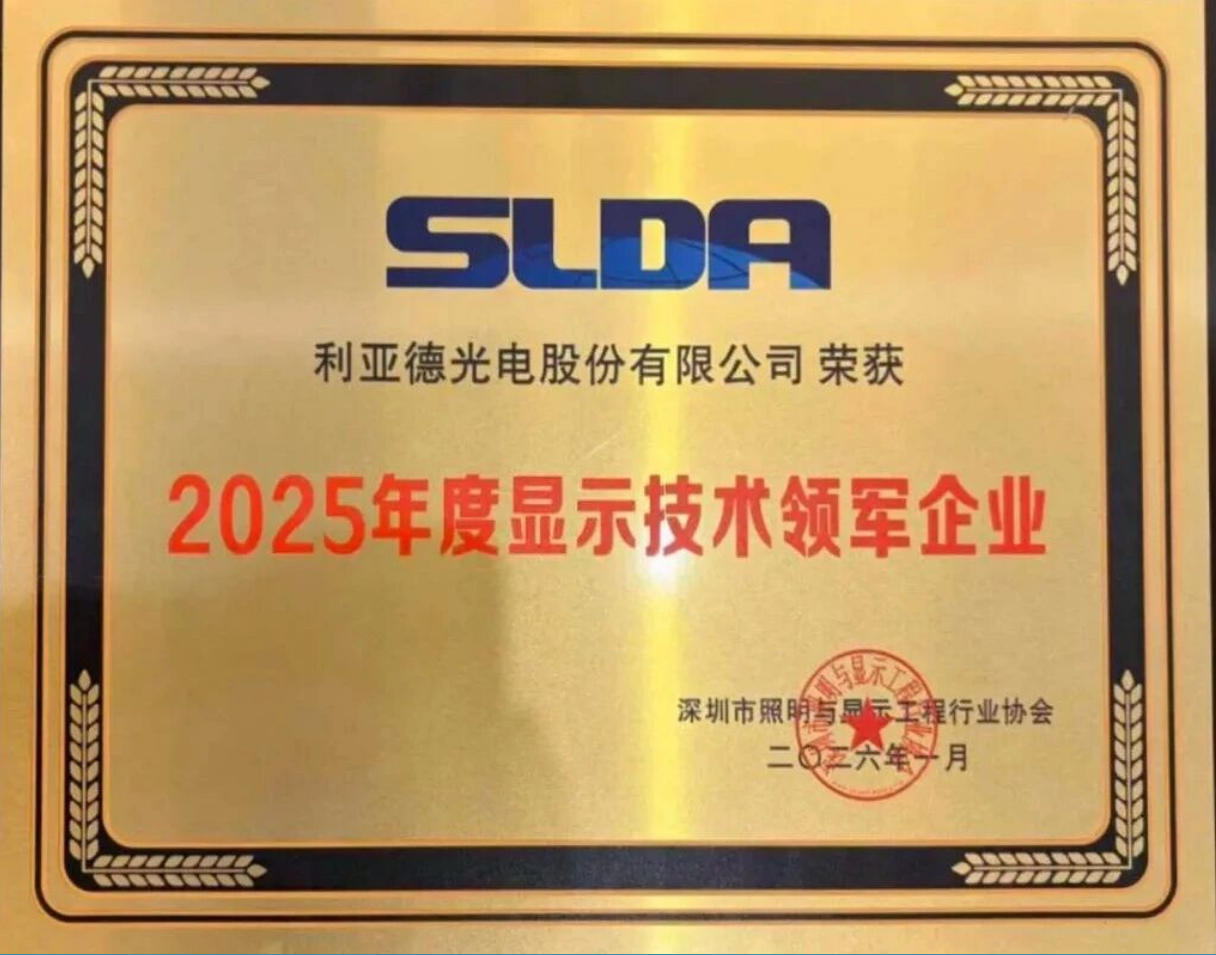 SLDA
利亚德光电股份有限公司 荣获
2025年度显示技术领军企业
深圳市照明与显示工程行业协会
二〇二六年一月